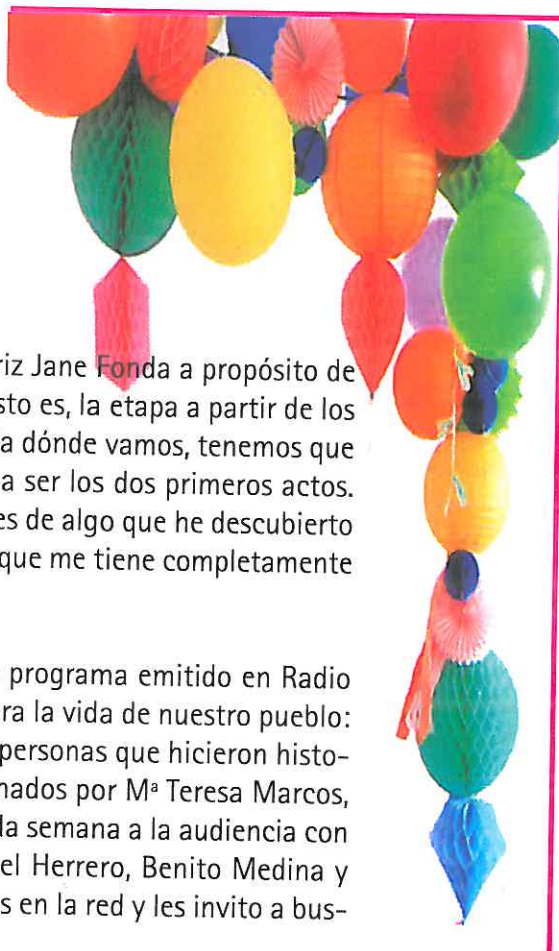 riz Jane Fonda a propósito de
sto es, la etapa a partir de los
a dónde vamos, tenemos que
a ser los dos primeros actos.
es de algo que he descubierto
que me tiene completamente
programa emitido en Radio
ra la vida de nuestro pueblo:
personas que hicieron histo-
nados por Mª Teresa Marcos,
da semana a la audiencia con
el Herrero, Benito Medina y
s en la red y les invito a bus-